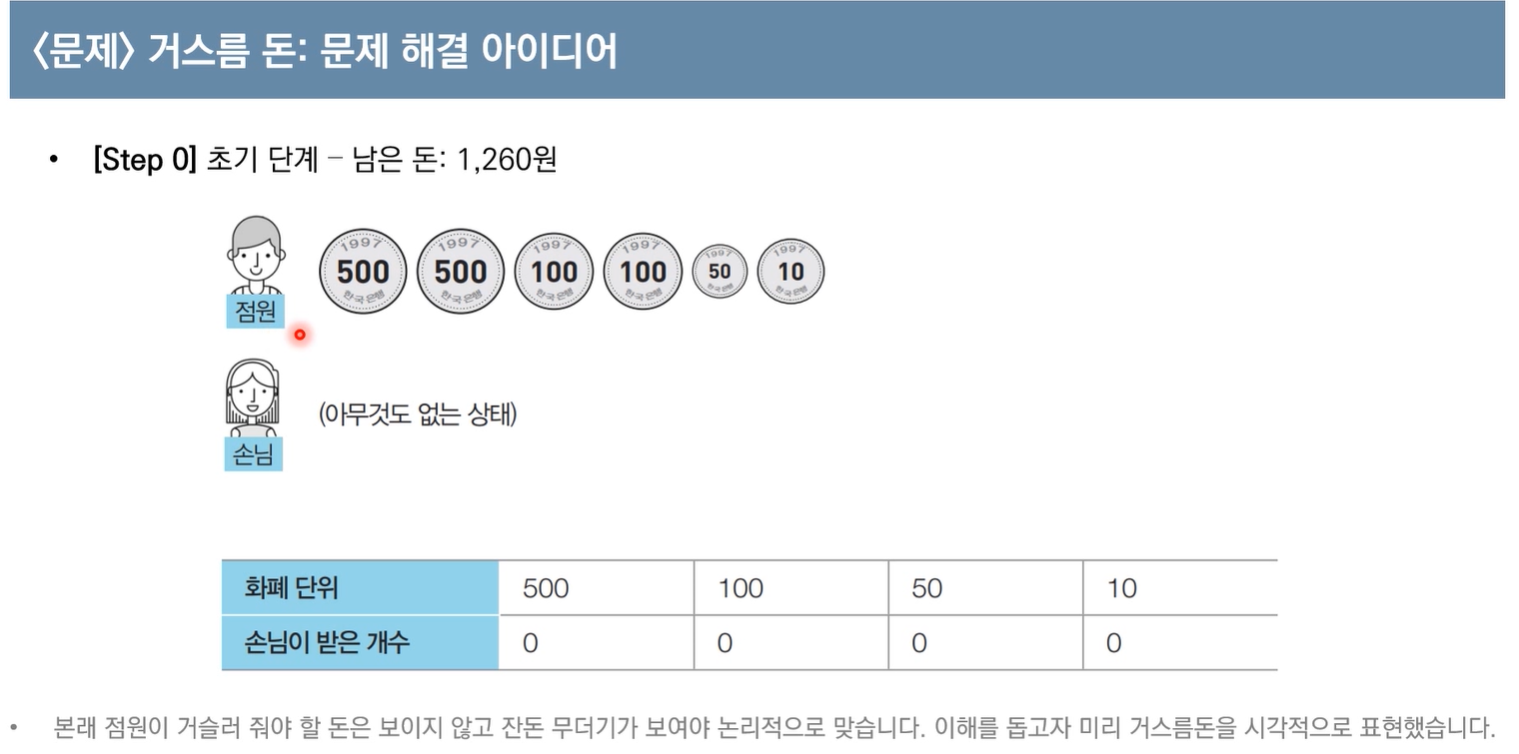 〈문제〉 거스름 돈: 문제 해결 아이디어
• [Step 0] 초기 단계 – 남은 돈: 1,260원
1997 1997 1997 1997 1997 1997
500 500 100 100 50 10
한국은행 한국은행 한국은행 한국은행 한국은행
점원
(아무것도 없는 상태)
손님
화폐 단위 500 100 50 10
손님이 받은 개수 0 0 0 0
• 본래 점원이 거슬러 줘야 할 돈은 보이지 않고 잔돈 무더기가 보여야 논리적으로 맞습니다. 이해를 돕고자 미리 거스름돈을 시각적으로 표현했습니다.